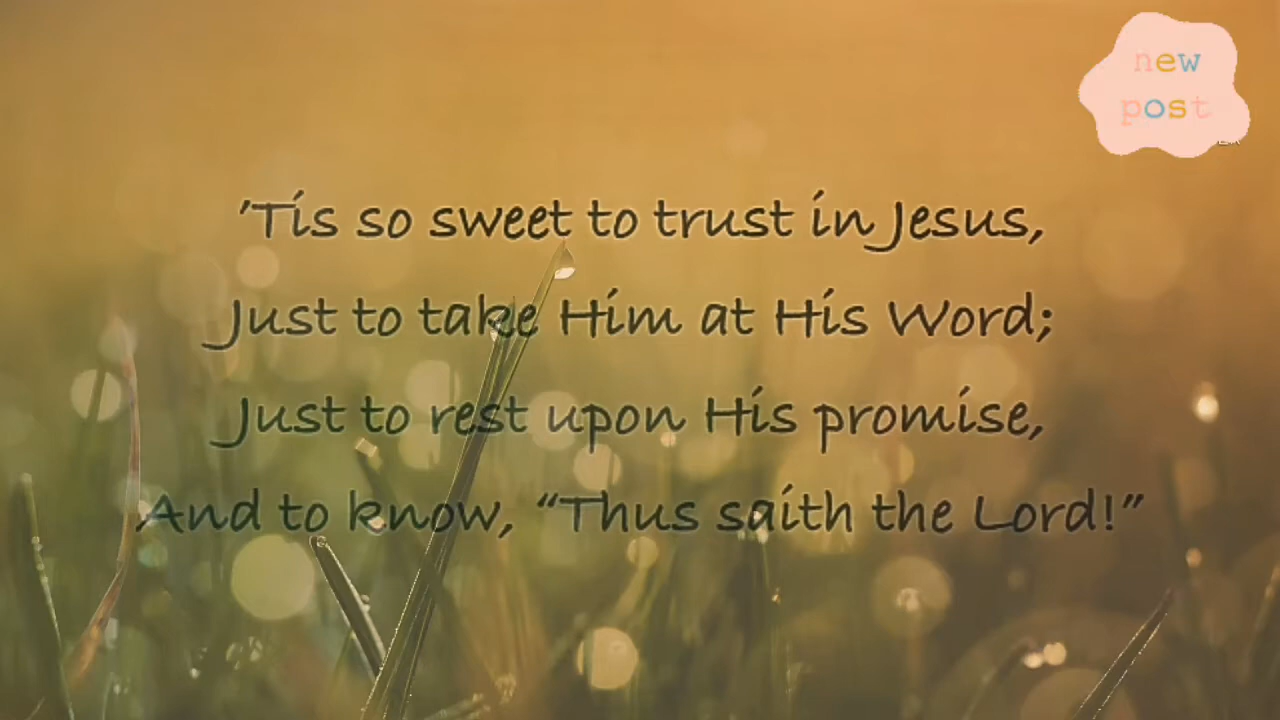 new
post
’Tis so sweet to trust in Jesus,
Just to take Him at His Word;
Just to rest upon His promise,
And to know, “Thus saith the Lord!”